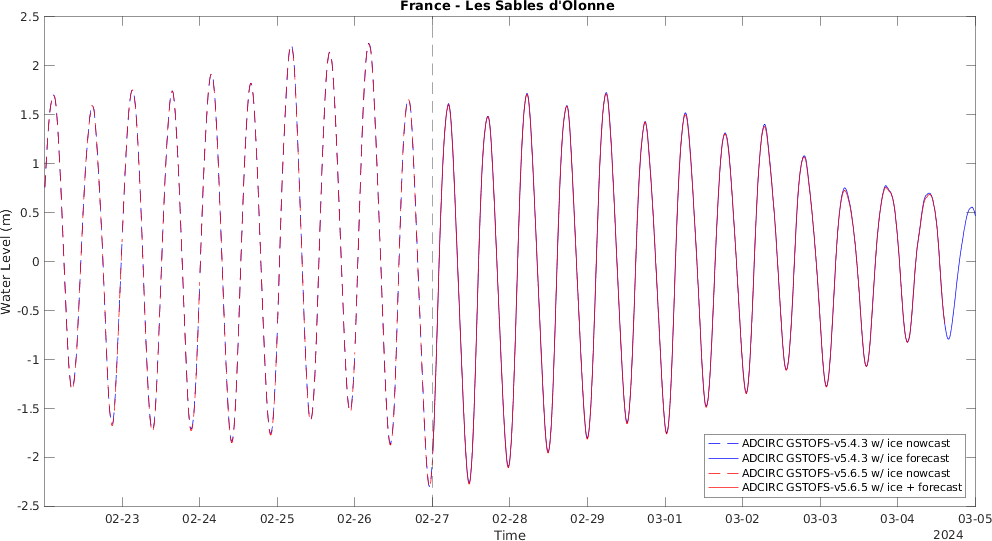 France - Les Sables d'Olonne
2.5
2
1.5
1
0.5
0
-0.5
-1
-1.5
-2
-2.5
Water Level (m)
ADCIRC GSTOFS-v5.4.3 w/ ice nowcast
ADCIRC GSTOFS-v5.4.3 w/ ice forecast
ADCIRC GSTOFS-v5.6.5 w/ ice nowcast
ADCIRC GSTOFS-v5.6.5 w/ ice + forecast
02-23 02-24 02-25 02-26 02-27 02-28 02-29 03-01 03-02 03-03 03-04 03-05
Time
2024